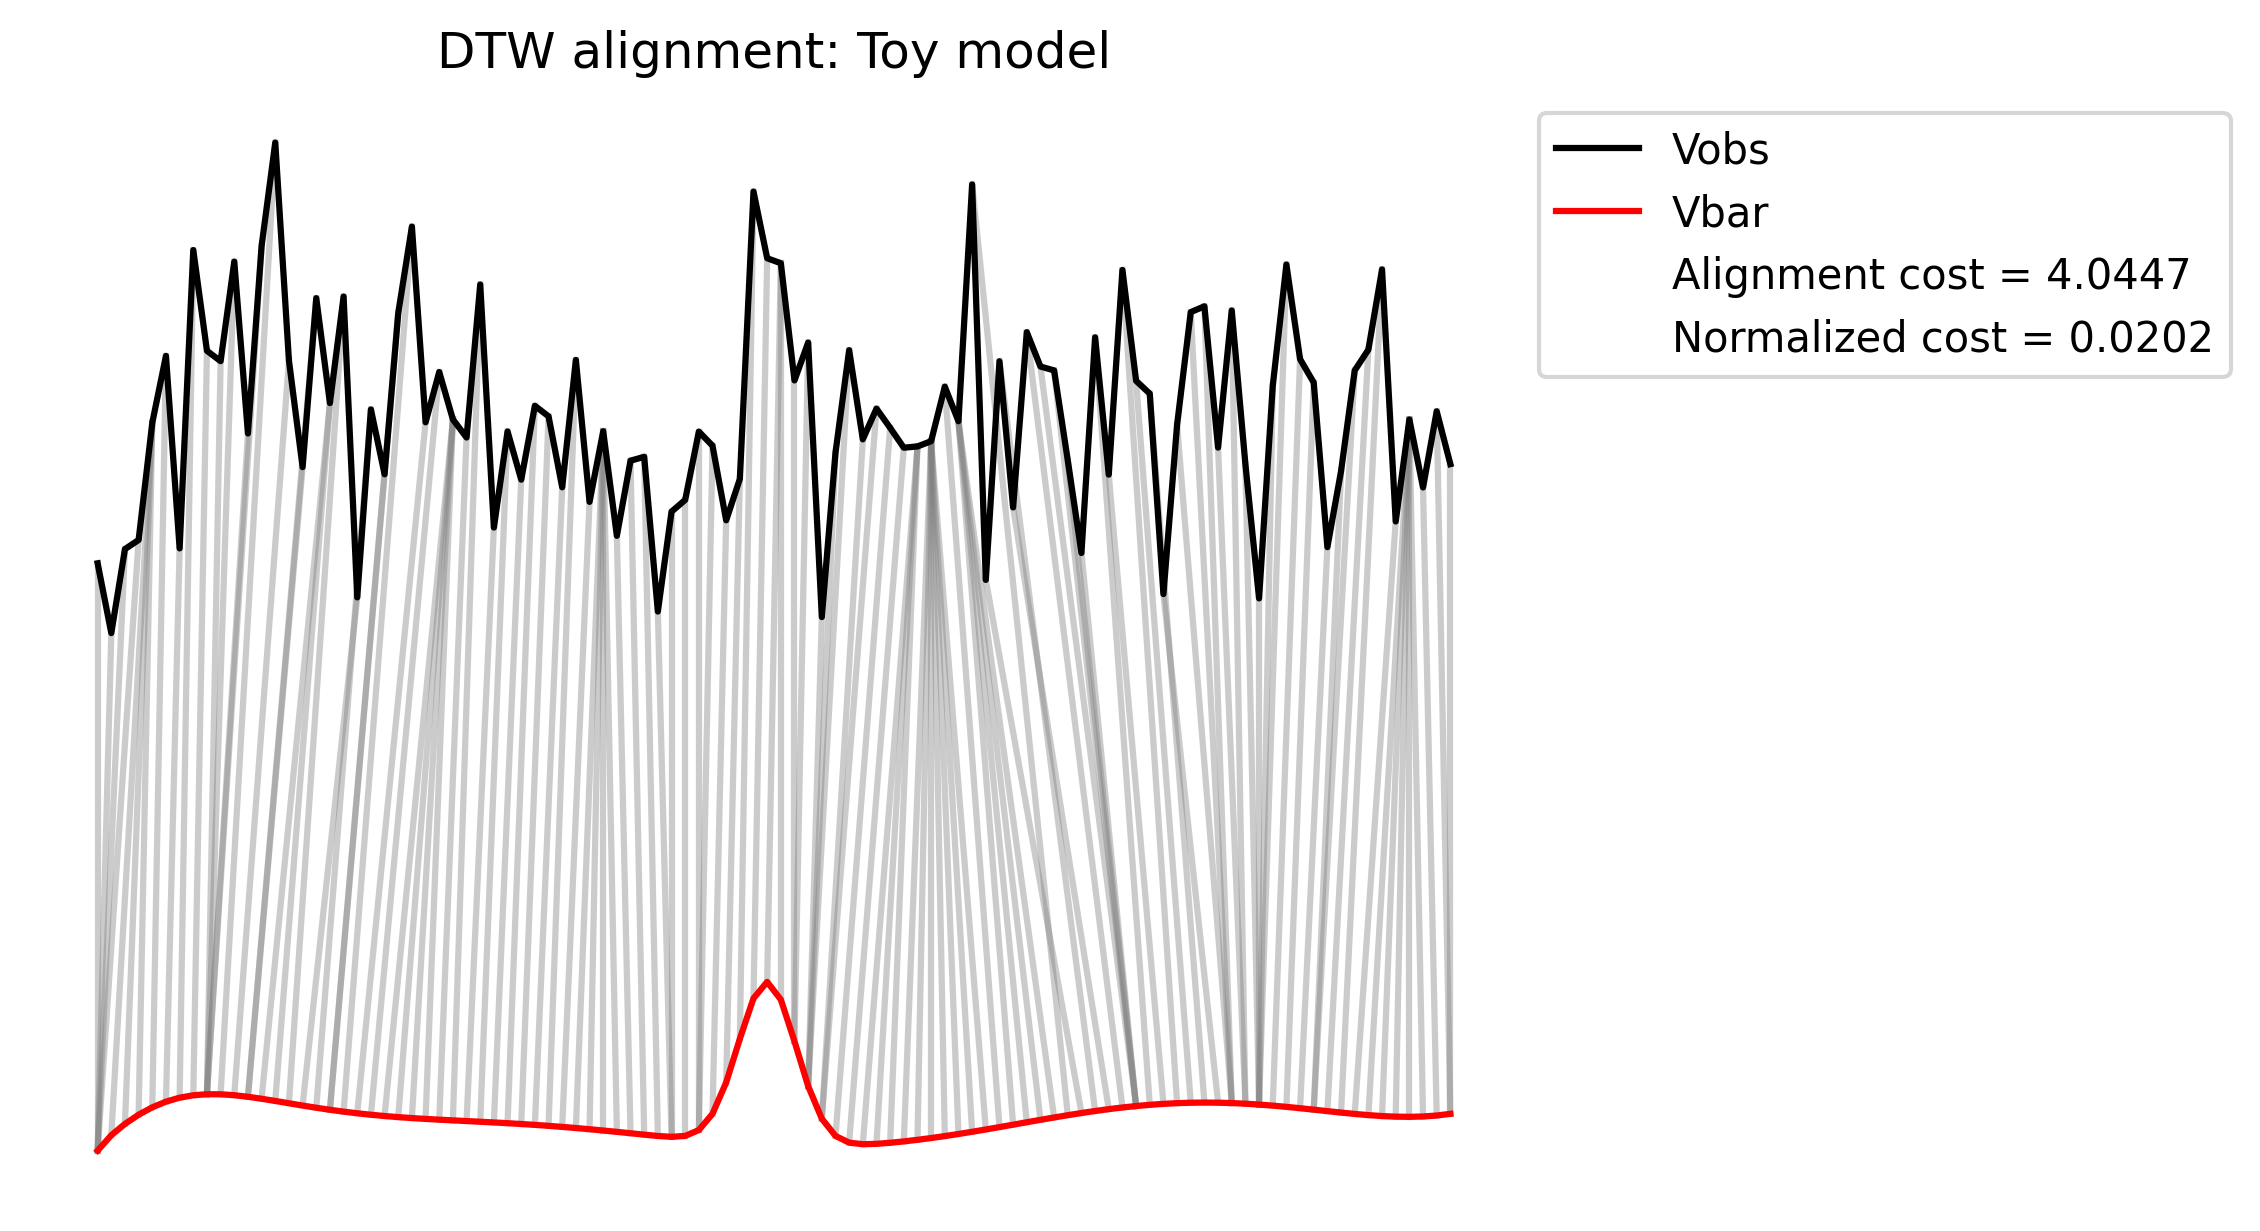 DTW alignment: Toy model
Vobs
Vbar
Alignment cost = 4.0447
Normalized cost = 0.0202